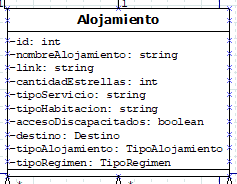 1
Alojamiento
-id: int
-nombreAlojamiento: string
-link: string
-cantidadEstrellas: int
-tipoServicio: string
-tipoHabitacion: string
-accesoDiscapacitados: boolean
-destino: Destino
-tipoAlojamiento: TipoAlojamiento
-tipoRegimen: TipoRegimen
* *